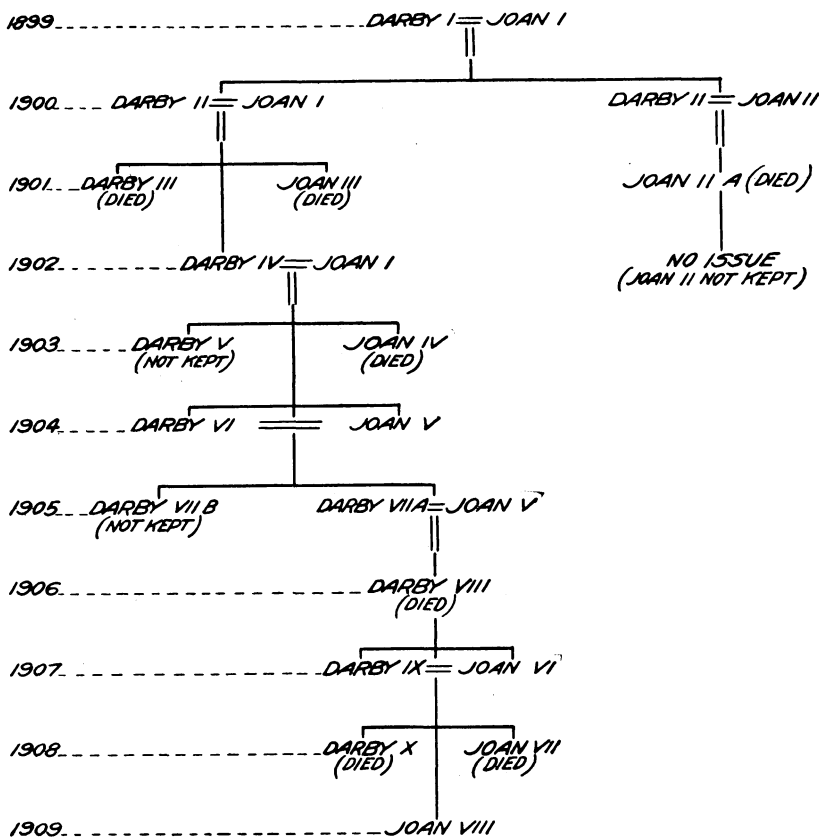 1899 DARBY I JOAN I
1900 DARBY II JOAN I DARBY II JOAN II
1901 DARBY III JOAN III JOAN II A (DIED)
(DIED) (DIED)
1902 DARBY IV JOAN I NO ISSUE
(JOAN II NOT KEPT)
1903 DARBY V JOAN IV
(NOT KEPT) (DIED)
1904 DARBY VI JOAN V
1905 DARBY VII B DARBY VII A JOAN V
(NOT KEPT)
1906 DARBY VIII
(DIED)
1907 DARBY IX JOAN VI
1908 DARBY X JOAN VII
(DIED) (DIED)
1909 JOAN VIII